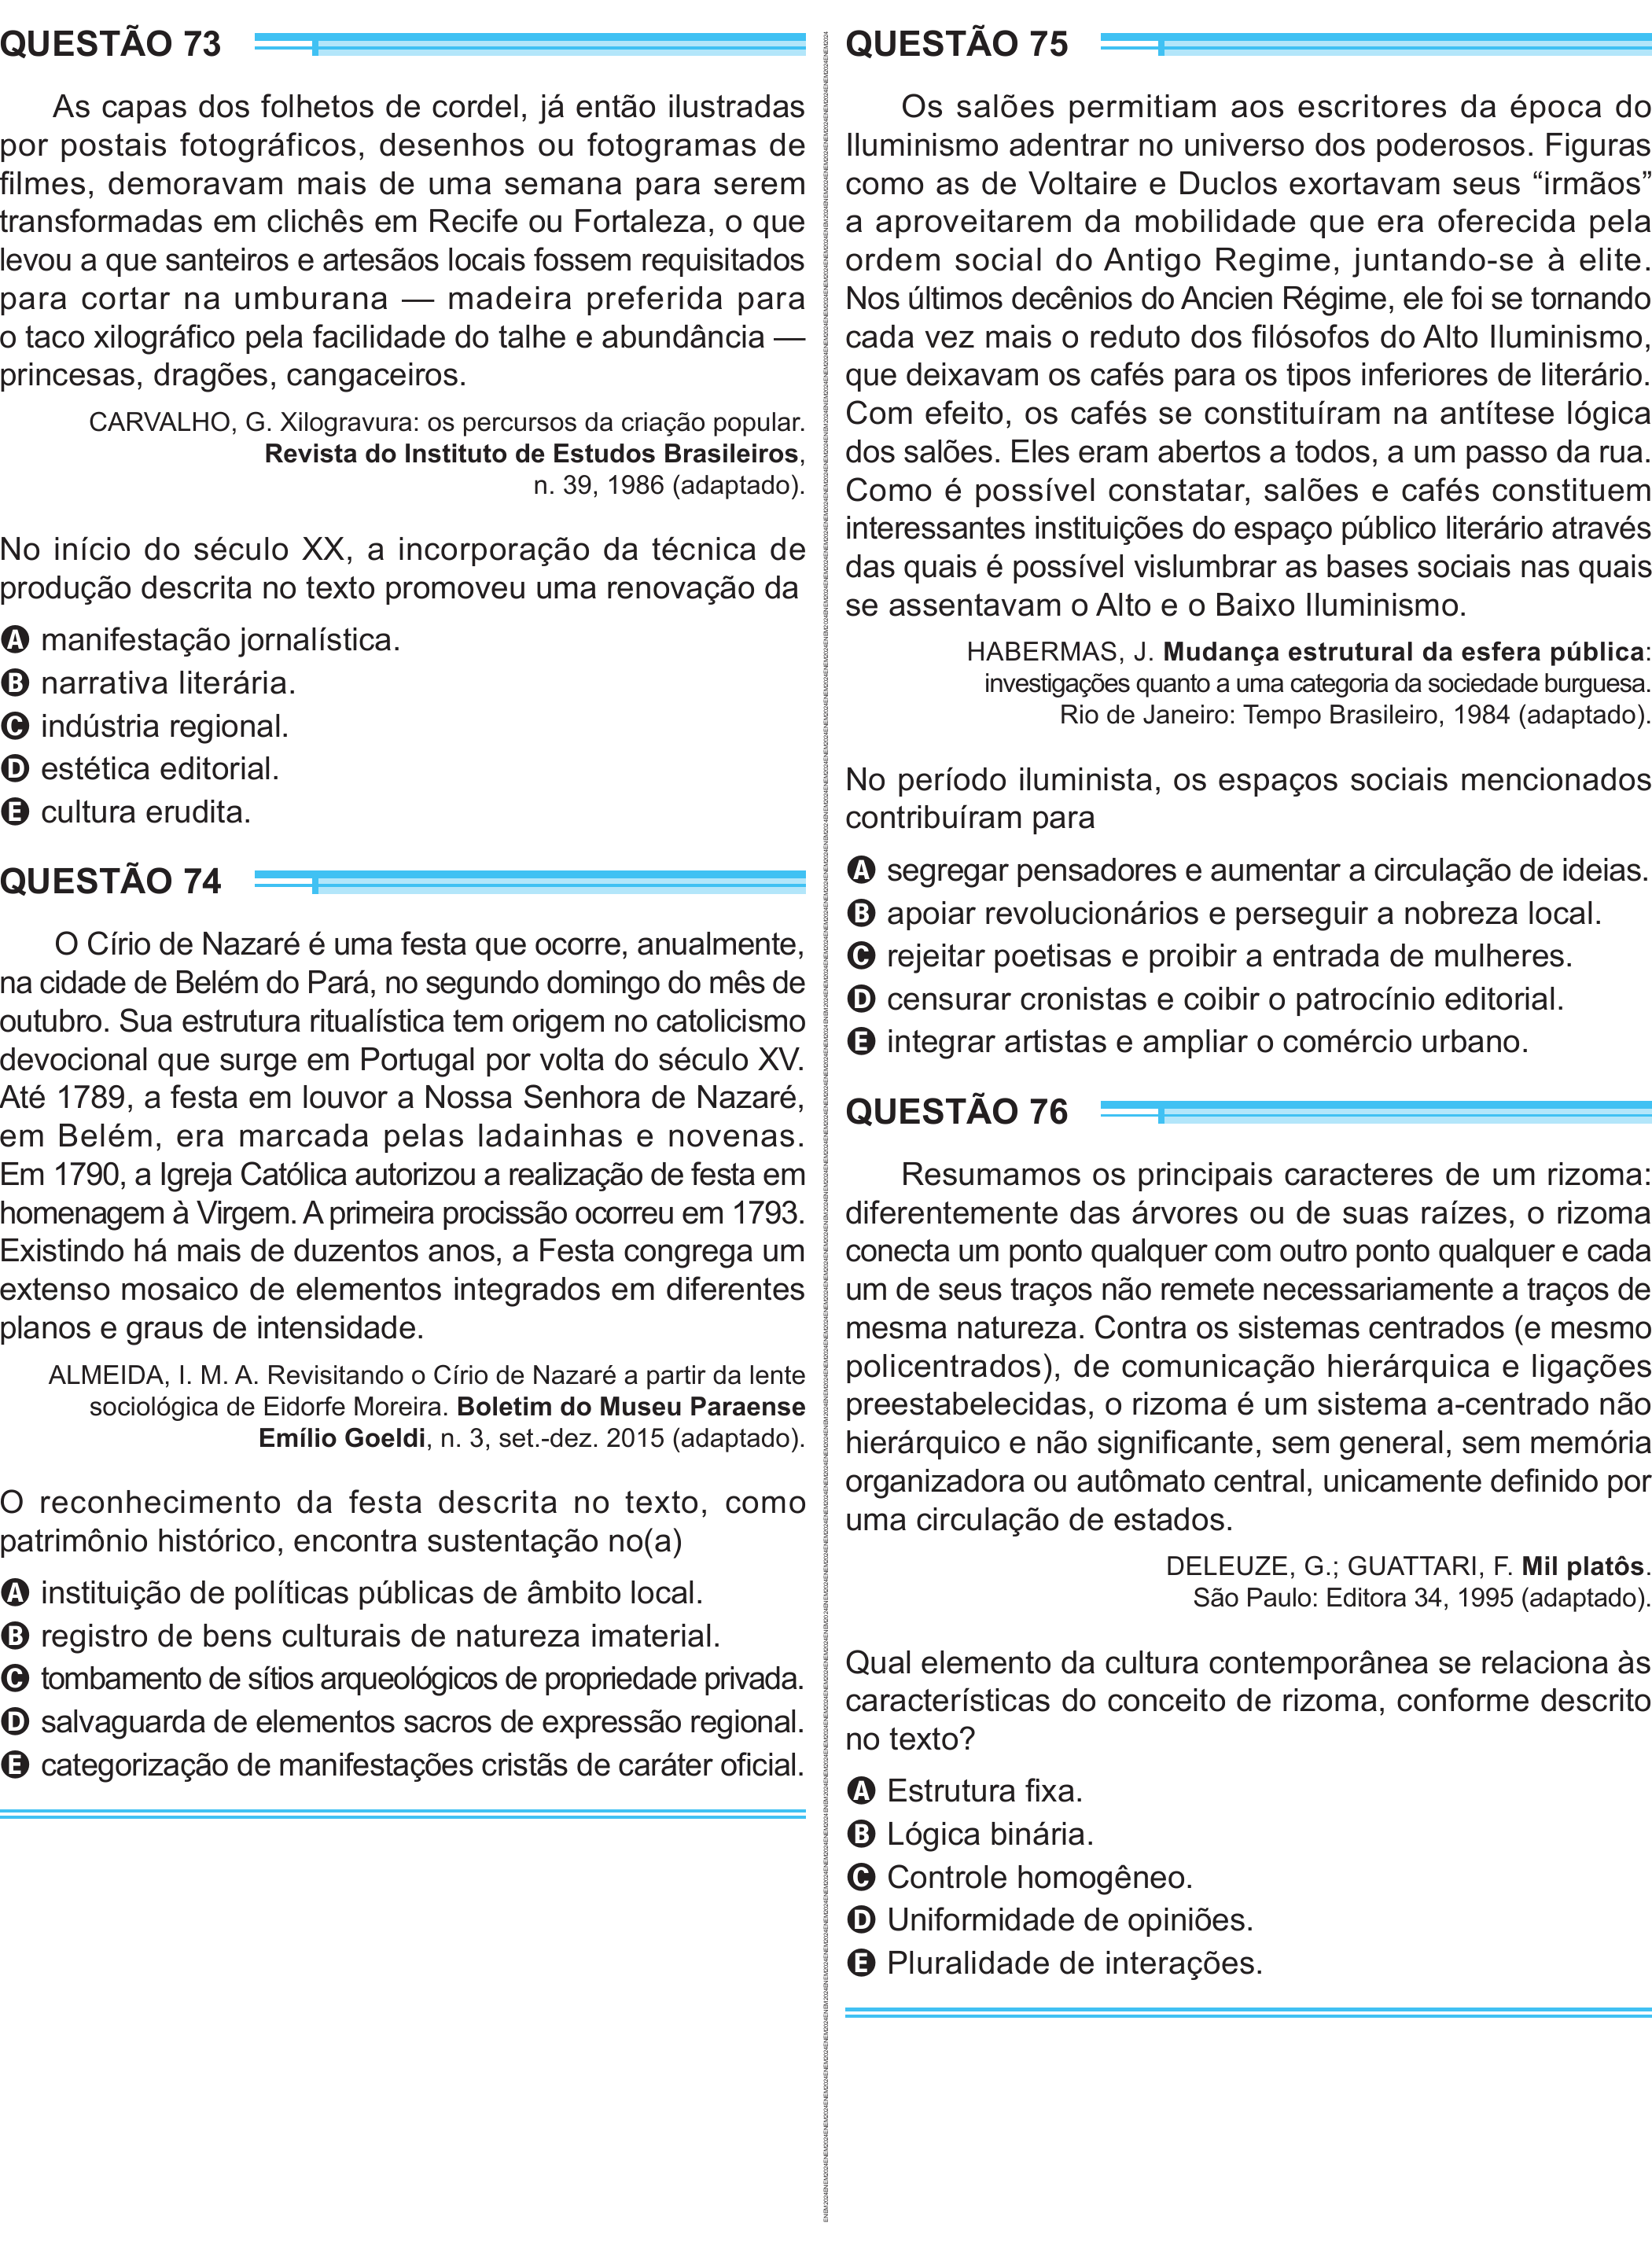 QUESTÃO 73
As capas dos folhetos de cordel, já então ilustradas
por postais fotográficos, desenhos ou fotogramas de
filmes, demoravam mais de uma semana para serem
transformadas em clichês em Recife ou Fortaleza, o que
levou a que santeiros e artesãos locais fossem requisitados
para cortar na umburana — madeira preferida para
o taco xilográfico pela facilidade do talhe e abundância —
princesas, dragões, cangaceiros.
CARVALHO, G. Xilogravura: os percursos da criação popular.
Revista do Instituto de Estudos Brasileiros,
n. 39, 1986 (adaptado).
No início do século XX, a incorporação da técnica de
produção descrita no texto promoveu uma renovação da
A manifestação jornalística.
B narrativa literária.
C indústria regional.
D estética editorial.
E cultura erudita.
QUESTÃO 74
O Círio de Nazaré é uma festa que ocorre, anualmente,
na cidade de Belém do Pará, no segundo domingo do mês de
outubro. Sua estrutura ritualística tem origem no catolicismo
devocional que surge em Portugal por volta do século XV.
Até 1789, a festa em louvor a Nossa Senhora de Nazaré,
em Belém, era marcada pelas ladainhas e novenas.
Em 1790, a Igreja Católica autorizou a realização de festa em
homenagem à Virgem. A primeira procissão ocorreu em 1793.
Existindo há mais de duzentos anos, a Festa congrega um
extenso mosaico de elementos integrados em diferentes
planos e graus de intensidade.
ALMEIDA, I. M. A. Revisitando o Círio de Nazaré a partir da lente
sociológica de Eidorfe Moreira. Boletim do Museu Paraense
Emílio Goeldi, n. 3, set.-dez. 2015 (adaptado).
O reconhecimento da festa descrita no texto, como
patrimônio histórico, encontra sustentação no(a)
A instituição de políticas públicas de âmbito local.
B registro de bens culturais de natureza imaterial.
C tombamento de sítios arqueológicos de propriedade privada.
D salvaguarda de elementos sacros de expressão regional.
E categorização de manifestações cristãs de caráter oficial.
QUESTÃO 75
Os salões permitiam aos escritores da época do
Iluminismo adentrar no universo dos poderosos. Figuras
como as de Voltaire e Duclos exortavam seus “irmãos”
a aproveitarem da mobilidade que era oferecida pela
ordem social do Antigo Regime, juntando-se à elite.
Nos últimos decênios do Ancien Régime, ele foi se tornando
cada vez mais o reduto dos filósofos do Alto Iluminismo,
que deixavam os cafés para os tipos inferiores de literário.
Com efeito, os cafés se constituíram na antítese lógica
dos salões. Eles eram abertos a todos, a um passo da rua.
Como é possível constatar, salões e cafés constituem
interessantes instituições do espaço público literário através
das quais é possível vislumbrar as bases sociais nas quais
se assentavam o Alto e o Baixo Iluminismo.
HABERMAS, J. Mudança estrutural da esfera pública:
investigações quanto a uma categoria da sociedade burguesa.
Rio de Janeiro: Tempo Brasileiro, 1984 (adaptado).
No período iluminista, os espaços sociais mencionados
contribuíram para
A segregar pensadores e aumentar a circulação de ideias.
B apoiar revolucionários e perseguir a nobreza local.
C rejeitar poetisas e proibir a entrada de mulheres.
D censurar cronistas e coibir o patrocínio editorial.
E integrar artistas e ampliar o comércio urbano.
QUESTÃO 76
Resumamos os principais caracteres de um rizoma:
diferentemente das árvores ou de suas raízes, o rizoma
conecta um ponto qualquer com outro ponto qualquer e cada
um de seus traços não remete necessariamente a traços de
mesma natureza. Contra os sistemas centrados (e mesmo
policentrados), de comunicação hierárquica e ligações
preestabelecidas, o rizoma é um sistema a-centrado não
hierárquico e não significante, sem general, sem memória
organizadora ou autômato central, unicamente definido por
uma circulação de estados.
DELEUZE, G.; GUATTARI, F. Mil platôs.
São Paulo: Editora 34, 1995 (adaptado).
Qual elemento da cultura contemporânea se relaciona às
características do conceito de rizoma, conforme descrito
no texto?
A Estrutura fixa.
B Lógica binária.
C Controle homogêneo.
D Uniformidade de opiniões.
E Pluralidade de interações.